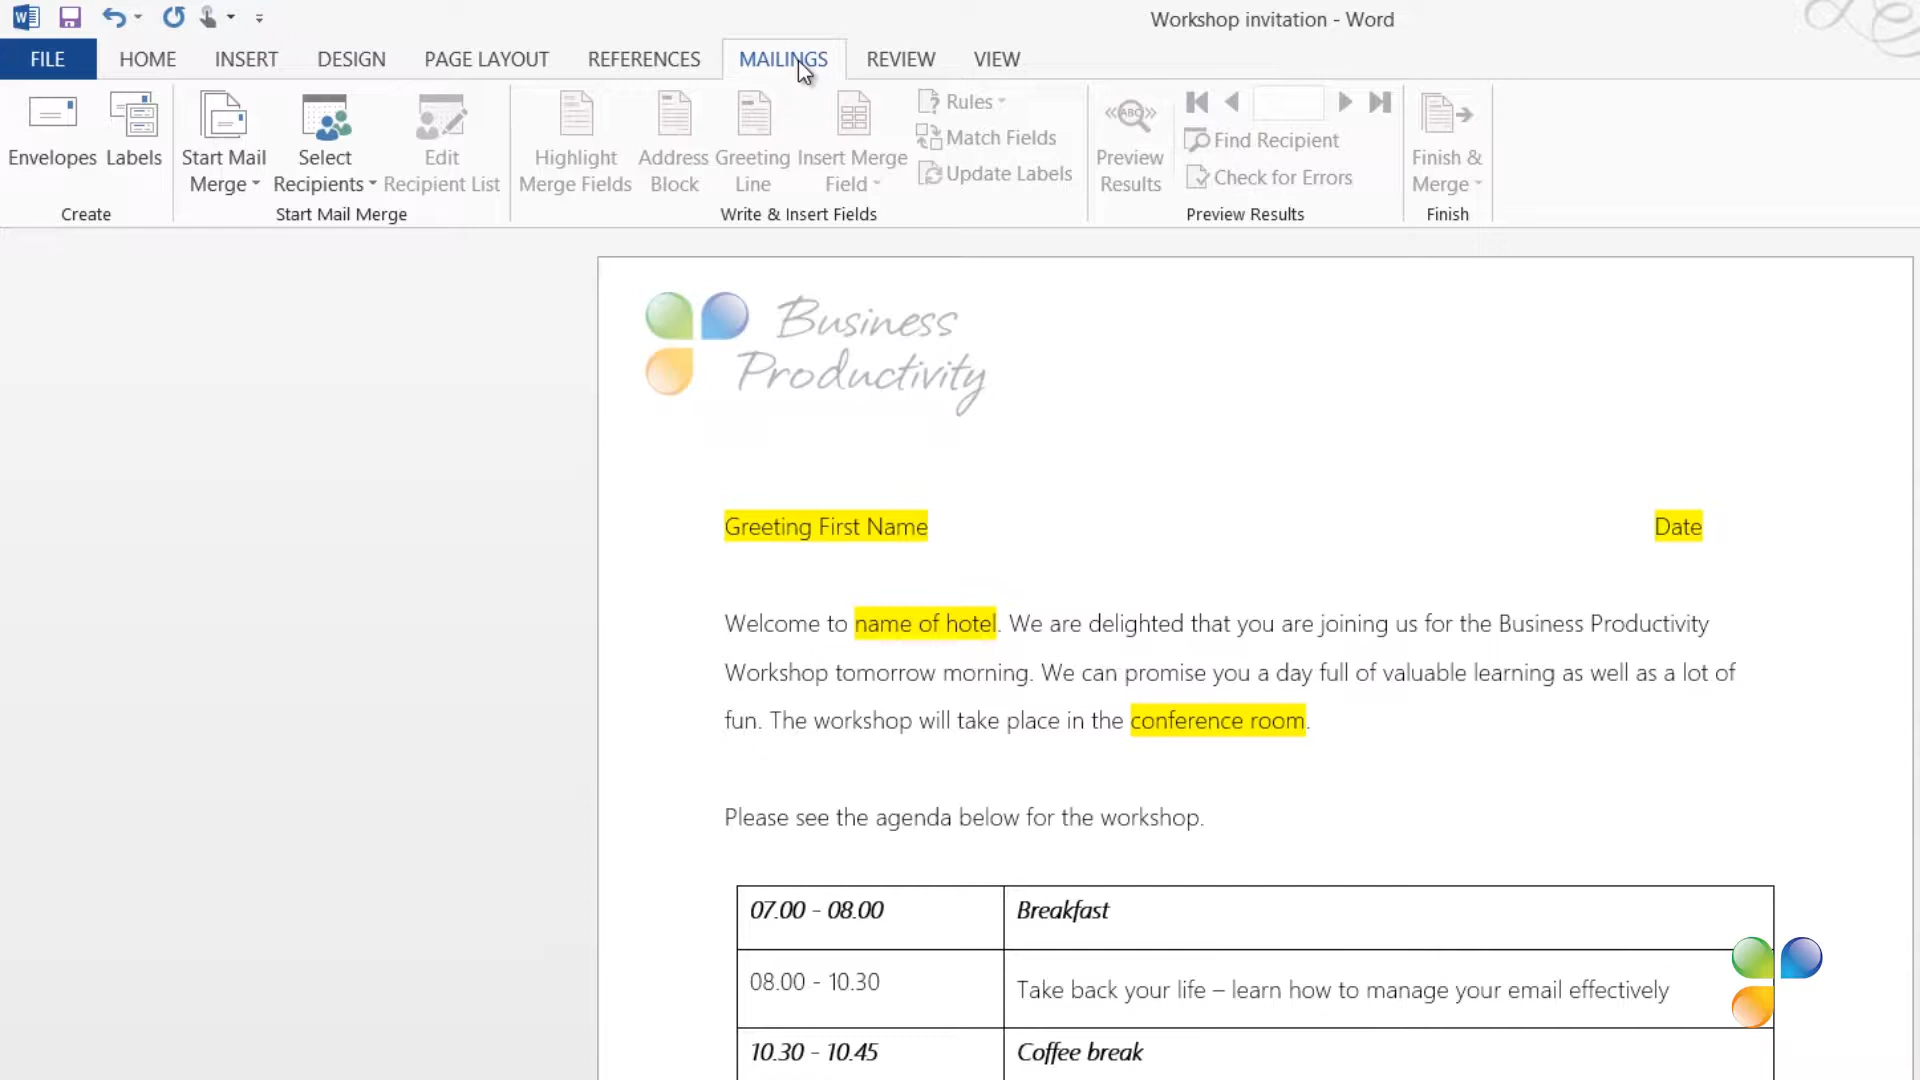 Workshop invitation - Word
FILE HOME INSERT DESIGN PAGE LAYOUT REFERENCES MAILINGS REVIEW VIEW
Envelopes
Labels
Start Mail
Merge
Select
Recipients
Edit
Recipient List
Highlight
Merge Fields
Address
Block
Greeting
Line
Insert Merge
Field
Rules
Match Fields
Update Labels
ABC
Preview
Results
Find Recipient
Check for Errors
Finish &
Merge
Create
Start Mail Merge
Write & Insert Fields
Preview Results
Finish
Business
Productivity
Greeting First Name Date
Welcome to name of hotel. We are delighted that you are joining us for the Business Productivity
Workshop tomorrow morning. We can promise you a day full of valuable learning as well as a lot of
fun. The workshop will take place in the conference room.
Please see the agenda below for the workshop.
07.00 - 08.00 Breakfast
08.00 - 10.30 Take back your life – learn how to manage your email effectively
10.30 - 10.45 Coffee break